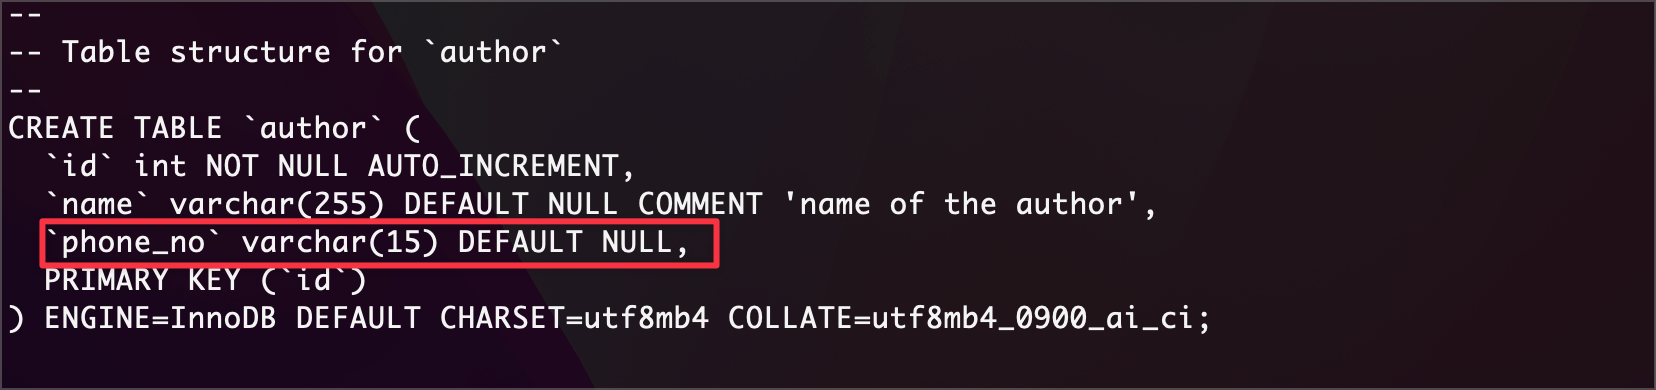 --
-- Table structure for `author`
--
CREATE TABLE `author` (
  `id` int NOT NULL AUTO_INCREMENT,
  `name` varchar(255) DEFAULT NULL COMMENT 'name of the author',
  `phone_no` varchar(15) DEFAULT NULL,
  PRIMARY KEY (`id`)
) ENGINE=InnoDB DEFAULT CHARSET=utf8mb4 COLLATE=utf8mb4_0900_ai_ci;